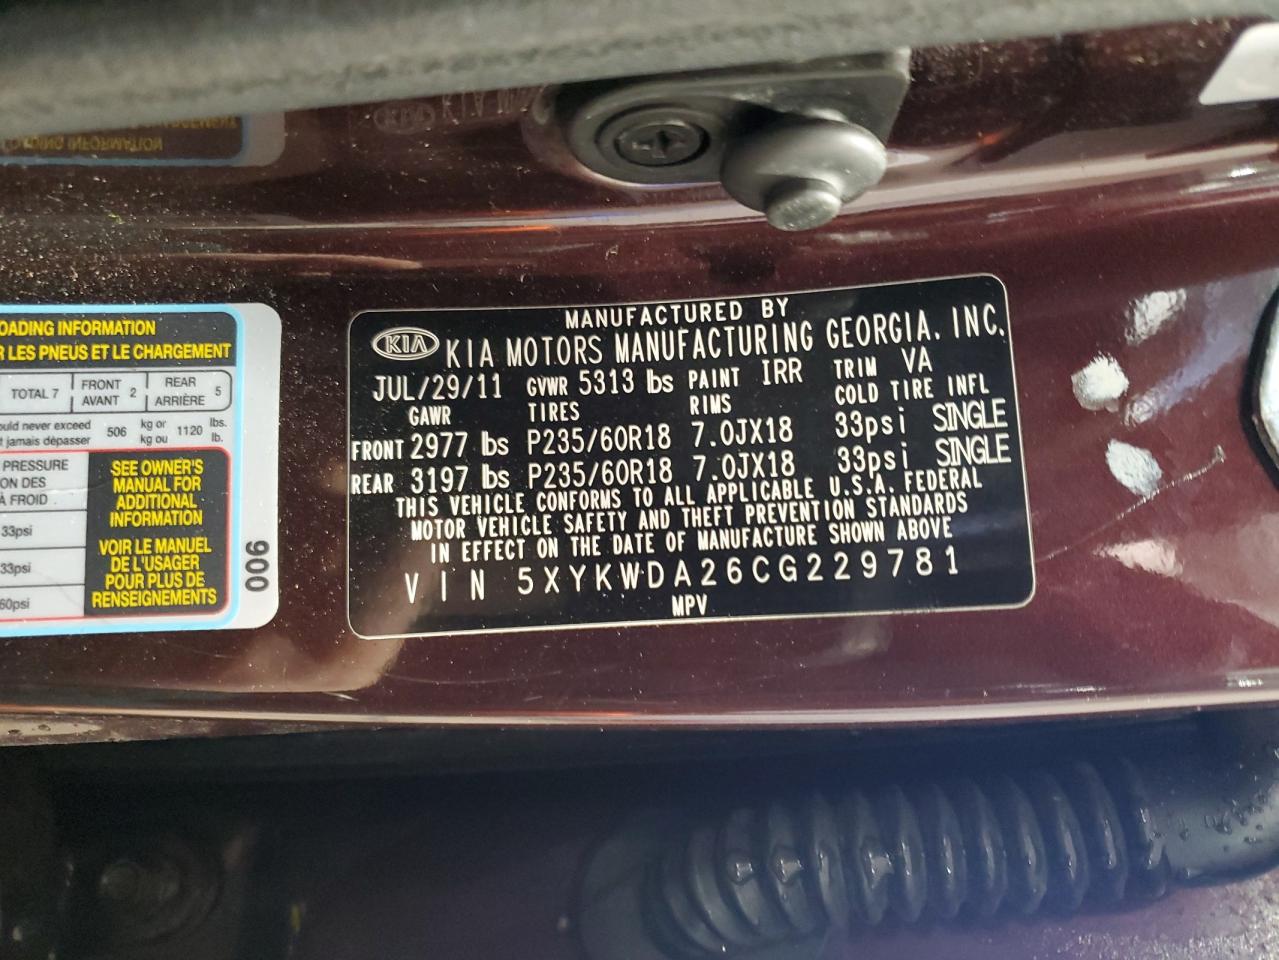 MANUFACTURED BY
KIA KIA MOTORS MANUFACTURING GEORGIA, INC.
JUL/29/11 GVWR 5313 lbs PAINT IRR TRIM VA
GAWR TIRES RIMS COLD TIRE INFL
FRONT 2977 lbs P235/60R18 7.0JX18 33psi SINGLE
REAR 3197 lbs P235/60R18 7.0JX18 33psi SINGLE
THIS VEHICLE CONFORMS TO ALL APPLICABLE U.S.A. FEDERAL
MOTOR VEHICLE SAFETY AND THEFT PREVENTION STANDARDS
IN EFFECT ON THE DATE OF MANUFACTURE SHOWN ABOVE
VIN 5XYKWDA26CG229781
MPV
OADING INFORMATION
R LES PNEUS ET LE CHARGEMENT
TOTAL 7 FRONT AVANT 2 REAR ARRIÈRE 5
ould never exceed 506 kg or 1120 lbs.
t jamais dépasser kg ou lb.
PRESSURE
ON DES
À FROID
33psi
33psi
60psi
SEE OWNER'S
MANUAL FOR
ADDITIONAL
INFORMATION
VOIR LE MANUEL
DE L'USAGER
POUR PLUS DE
RENSEIGNEMENTS
006